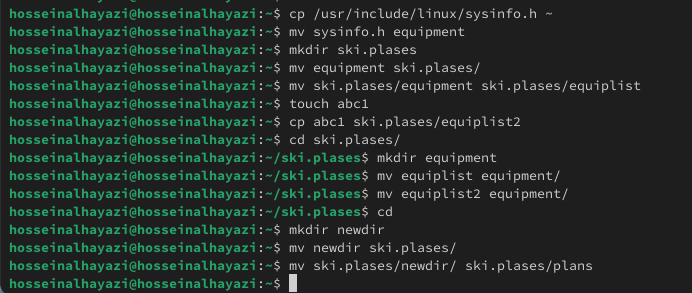 hosseinalhayazi@hosseinalhayazi:~$ cp /usr/include/linux/sysinfo.h ~
hosseinalhayazi@hosseinalhayazi:~$ mv sysinfo.h equipment
hosseinalhayazi@hosseinalhayazi:~$ mkdir ski.plases
hosseinalhayazi@hosseinalhayazi:~$ mv equipment ski.plases/
hosseinalhayazi@hosseinalhayazi:~$ mv ski.plases/equipment ski.plases/equiplist
hosseinalhayazi@hosseinalhayazi:~$ touch abc1
hosseinalhayazi@hosseinalhayazi:~$ cp abc1 ski.plases/equiplist2
hosseinalhayazi@hosseinalhayazi:~$ cd ski.plases/
hosseinalhayazi@hosseinalhayazi:~/ski.plases$ mkdir equipment
hosseinalhayazi@hosseinalhayazi:~/ski.plases$ mv equiplist equipment/
hosseinalhayazi@hosseinalhayazi:~/ski.plases$ mv equiplist2 equipment/
hosseinalhayazi@hosseinalhayazi:~/ski.plases$ cd
hosseinalhayazi@hosseinalhayazi:~$ mkdir newdir
hosseinalhayazi@hosseinalhayazi:~$ mv newdir ski.plases/
hosseinalhayazi@hosseinalhayazi:~$ mv ski.plases/newdir/ ski.plases/plans
hosseinalhayazi@hosseinalhayazi:~$